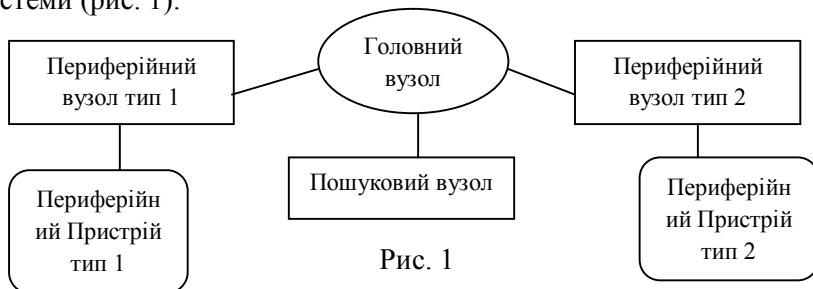 стеми (рис. 1).
Головний
вузол
Периферійний
вузол тип 1
Периферійний
вузол тип 2
Пошуковий вузол
Периферійн
ий Пристрій
тип 1
Периферійн
ий Пристрій
тип 2
Рис. 1